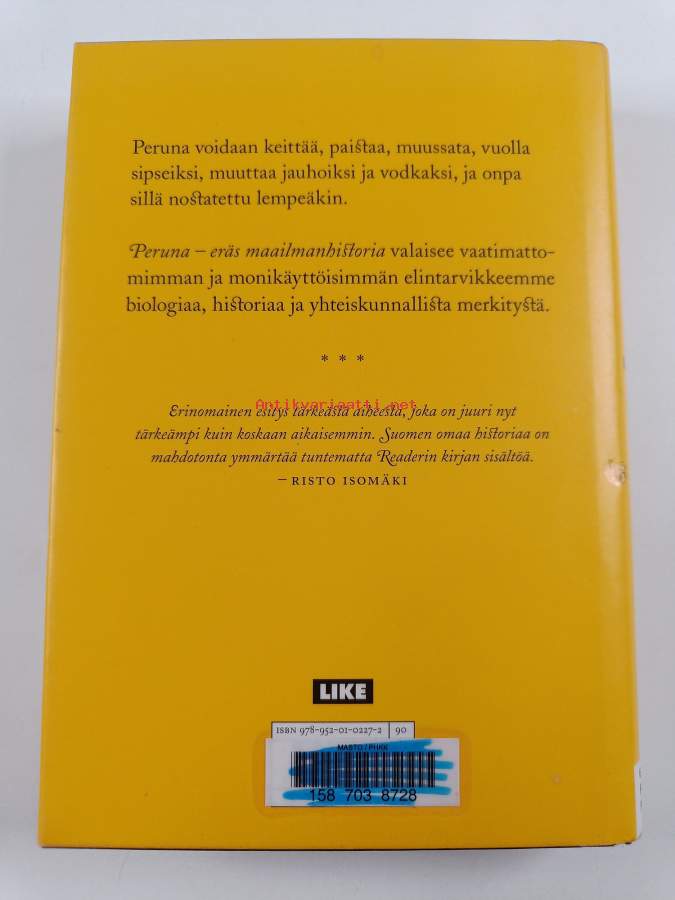 Peruna voidaan keittää, paistaa, muussata, vuolla
sipseiksi, muuttaa jauhoiksi ja vodkaksi, ja onpa
sillä nostatettu lempeäkin.
Peruna – eräs maailmanhistoria valaisee vaatimatto-
mimman ja monikäyttöisimmän elintarvikkeemme
biologiaa, historiaa ja yhteiskunnallista merkitystä.
* * *
Antikvariaatti.net
Erinomainen esitys tärkeästä aiheesta, joka on juuri nyt
tärkeämpi kuin koskaan aikaisemmin. Suomen omaa historiaa on
mahdotonta ymmärtää tuntematta Readerin kirjan sisältöä.
– RISTO ISOMÄKI
LIKE
ISBN 978-952-01-0227-2 90
MASTO / PHKK
158 703 8728